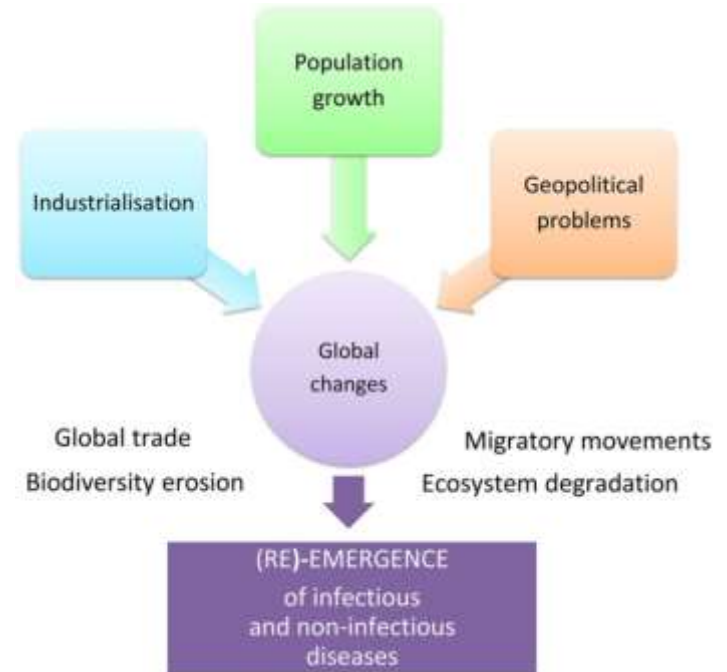 Population
growth
Industrialisation
Geopolitical
problems
Global
changes
Global trade
Biodiversity erosion
Migratory movements
Ecosystem degradation
(RE)-EMERGENCE
of infectious
and non-infectious
diseases